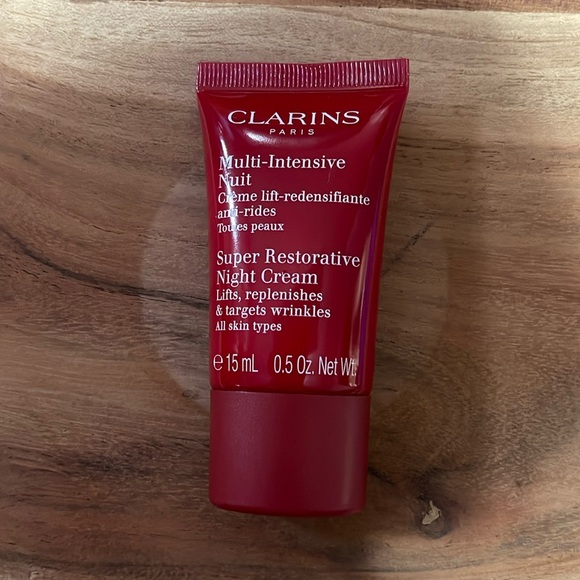 CLARINS
PARIS
Multi-Intensive
Nuit
Crème lift-redensifiante
anti-rides
Toutes peaux
Super Restorative
Night Cream
Lifts, replenishes
& targets wrinkles
All skin types
℮ 15 mL 0.5 Oz. Net Wt.